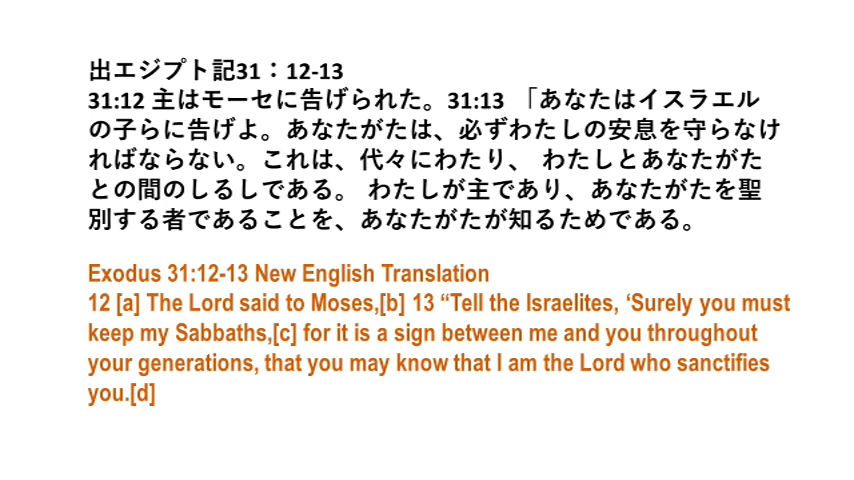 出エジプト記31：12-13
31:12 主はモーセに告げられた。31:13 「あなたはイスラエル
の子らに告げよ。あなたがたは、必ずわたしの安息を守らなけ
ればならない。これは、代々にわたり、 わたしとあなたがた
との間のしるしである。 わたしが主であり、あなたがたを聖
別する者であることを、あなたがたが知るためである。
Exodus 31:12-13 New English Translation
12 [a] The Lord said to Moses,[b] 13 “Tell the Israelites, ‘Surely you must
keep my Sabbaths,[c] for it is a sign between me and you throughout
your generations, that you may know that I am the Lord who sanctifies
you.[d]